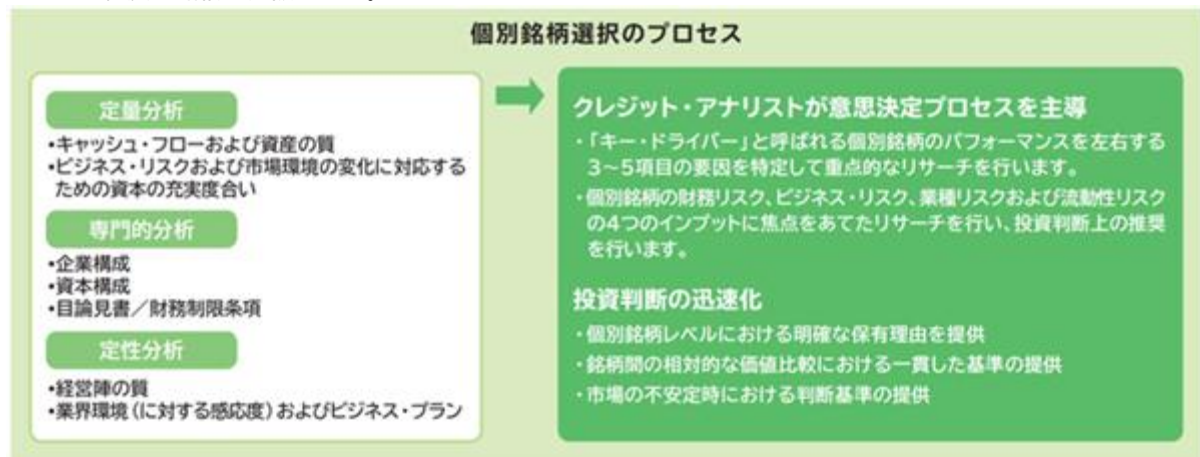 個別銘柄選択のプロセス
定量分析
•キャッシュ・フローおよび資産の質
•ビジネス・リスクおよび市場環境の変化に対応する
ための資本の充実度合い
専門的分析
•企業構成
•資本構成
•目論見書／財務制限条項
定性分析
•経営陣の質
•業界環境（に対する感応度）およびビジネス・プラン
クレジット・アナリストが意思決定プロセスを主導
・「キー・ドライバー」と呼ばれる個別銘柄のパフォーマンスを左右する
3～5項目の要因を特定して重点的なリサーチを行います。
・個別銘柄の財務リスク、ビジネス・リスク、業種リスクおよび流動性リスク
の4つのインプットに焦点をあてたリサーチを行い、投資判断上の推奨
を行います。
投資判断の迅速化
・個別銘柄レベルにおける明確な保有理由を提供
・銘柄間の相対的な価値比較における一貫した基準の提供
・市場の不安定時における判断基準の提供